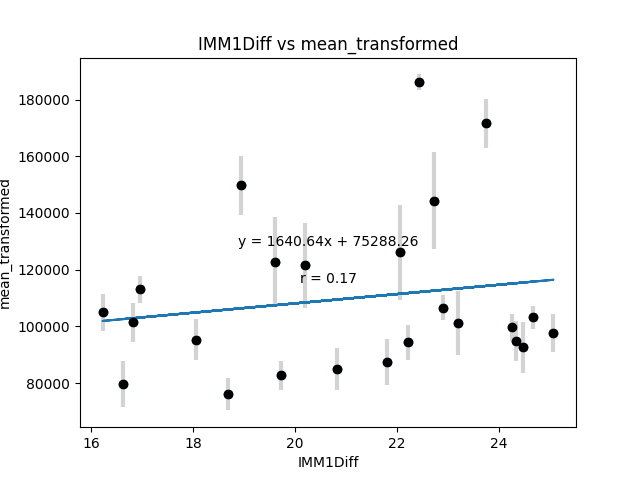 IMM1Diff vs mean_transformed
mean_transformed
180000
160000
140000
120000
100000
80000
y = 1640.64x + 75288.26
r = 0.17
16
18
20
22
24
IMM1Diff